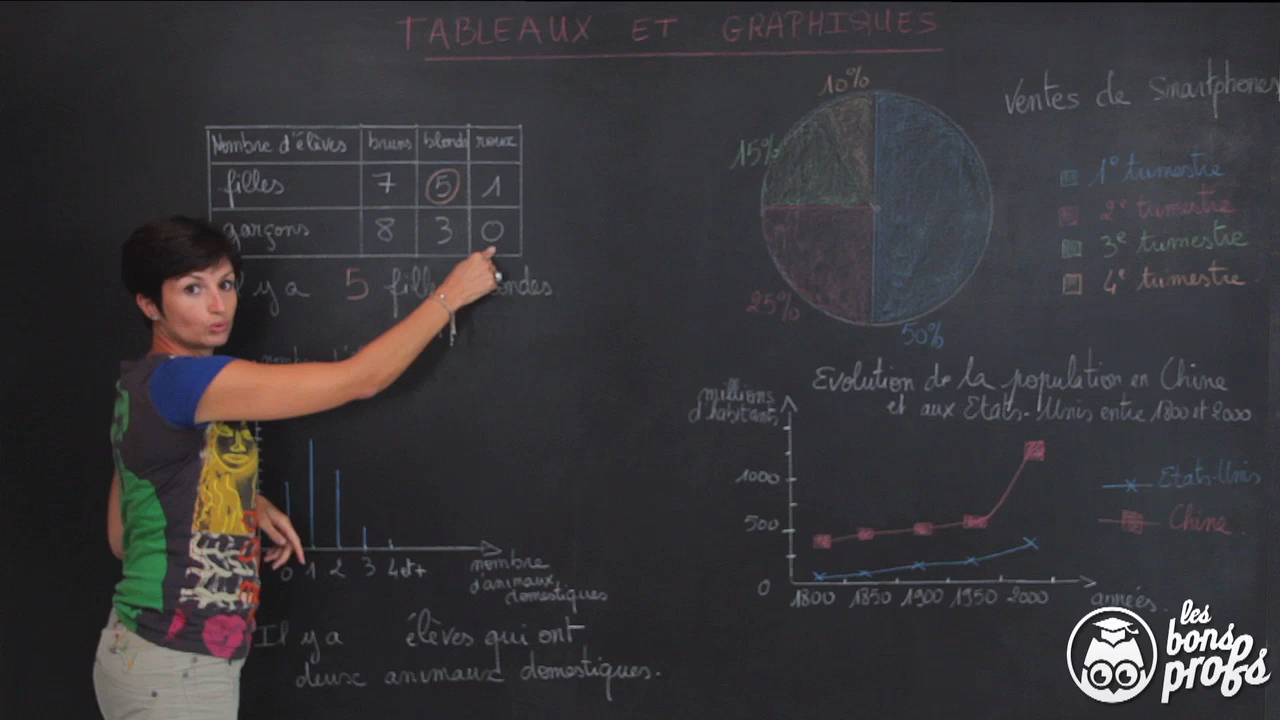 TABLEAUX ET GRAPHIQUES
Nombre d'élèves bruns blonds roux
filles 7 5 1
garçons 8 3 0
y a 5
0 1 2 3 4et+
nombre
d'animaux
domestiques
Il y a élèves qui ont
deux animaux domestiques.
Ventes de Smartphones
10%
15%
25%
50%
1e trimestre
2e trimestre
3e trimestre
4e trimestre
Evolution de la population en Chine
et aux Etats-Unis entre 1800 et 2000
millions
d'habitants
1000
500
0
1800 1850 1900 1950 2000
années
Etats-Unis
Chine
les
bons
profs